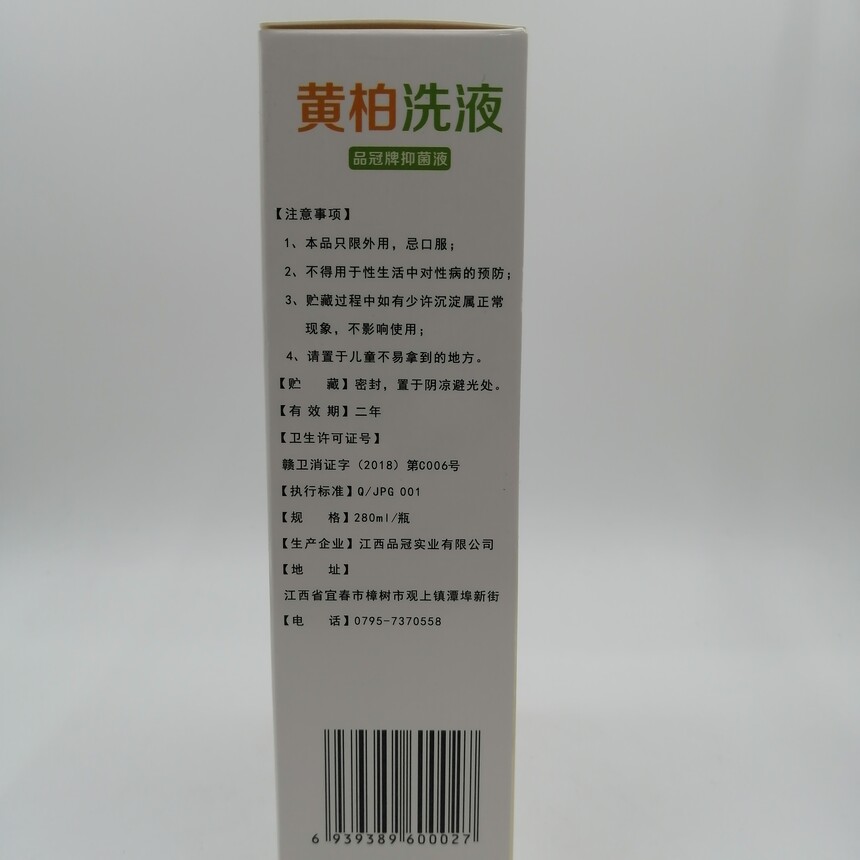 黄柏洗液
品冠牌抑菌液
【注意事项】
1、本品只限外用，忌口服；
2、不得用于性生活中对性病的预防；
3、贮藏过程中如有少许沉淀属正常
现象，不影响使用；
4、请置于儿童不易拿到的地方。
【贮 藏】密封，置于阴凉避光处。
【有效期】二年
【卫生许可证号】
赣卫消证字（2018）第C006号
【执行标准】Q/JPG 001
【规 格】280ml/瓶
【生产企业】江西品冠实业有限公司
【地 址】
江西省宜春市樟树市观上镇潭埠新街
【电 话】0795-7370558
6 939389 600027